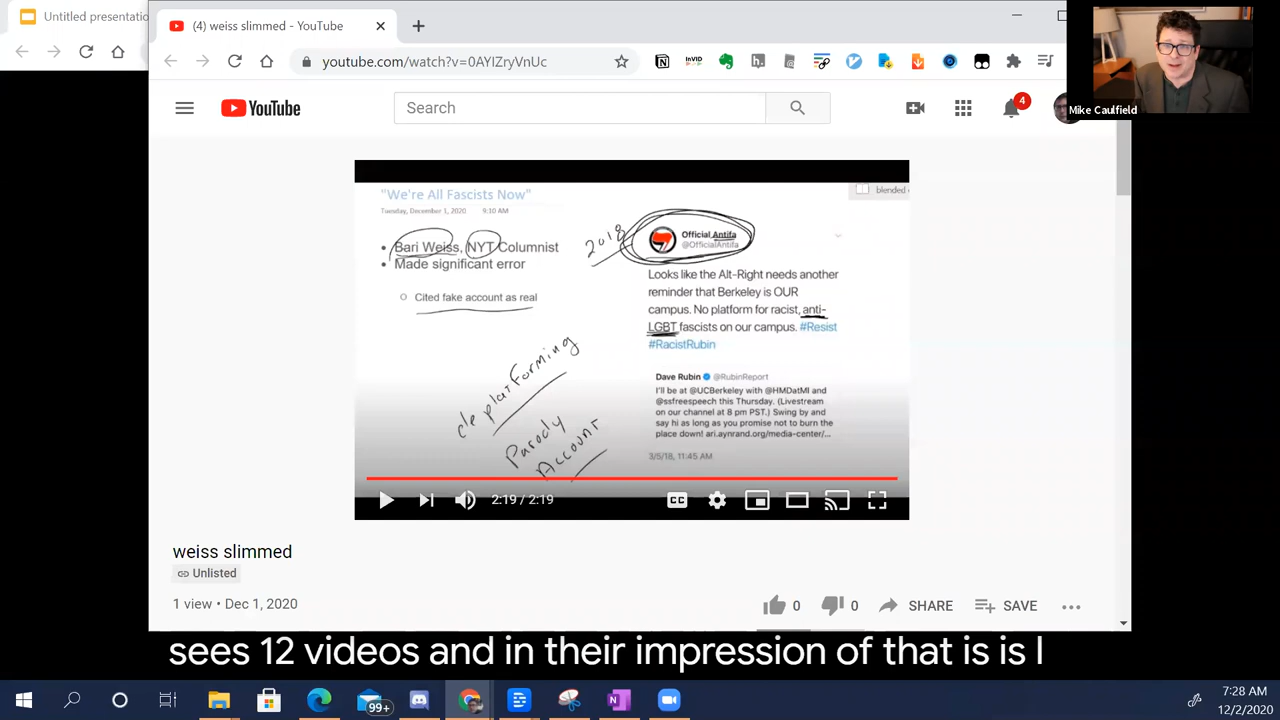 Untitled presentatio
(4) weiss slimmed - YouTube
youtube.com/watch?v=0AYIZryVnUc
InVID
YouTube
Search
4
Mike Caulfield
"We're All Fascists Now"
Tuesday, December 1, 2020 9:10 AM
Bari Weiss, NYT Columnist
Made significant error
Cited fake account as real
deplatforming
Parody
Account
2018
blended
Official Antifa
@OfficialAntifa
Looks like the Alt-Right needs another
reminder that Berkeley is OUR
campus. No platform for racist, anti-
LGBT fascists on our campus. #Resist
#RacistRubin
Dave Rubin @RubinReport
I'll be at @UCBerkeley with @HMDatMI and
@ssfreespeech this Thursday. (Livestream
on our channel at 8 pm PST.) Swing by and
say hi as long as you promise not to burn the
place down! ari.aynrand.org/media-center/...
3/5/18, 11:45 AM
2:19 / 2:19
CC
weiss slimmed
Unlisted
1 view • Dec 1, 2020
0
0
SHARE
SAVE
sees 12 videos and in their impression of that is is I
99+
7:28 AM
12/2/2020